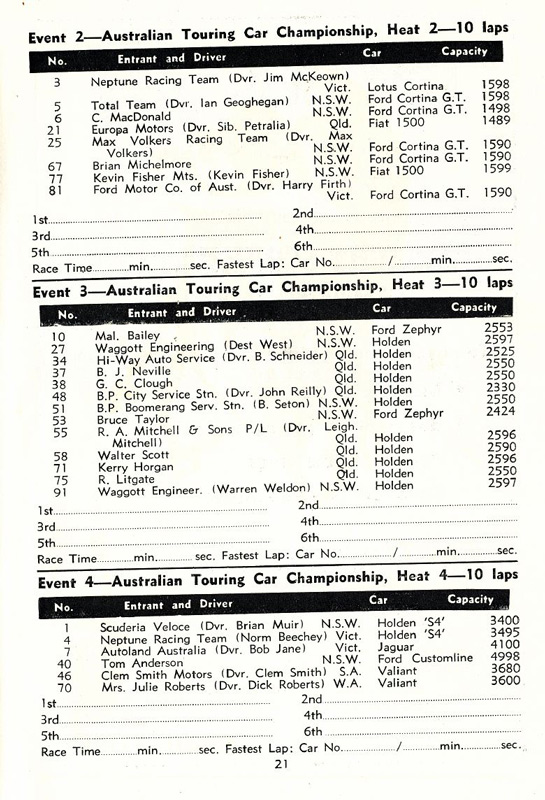 Event 2—Australian Touring Car Championship, Heat 2—10 laps
No. Entrant and Driver Car Capacity
3 Neptune Racing Team (Dvr. Jim McKeown)
Vict. Lotus Cortina 1598
5 Total Team (Dvr. Ian Geoghegan) N.S.W. Ford Cortina G.T. 1598
6 C. MacDonald N.S.W. Ford Cortina G.T. 1498
21 Europa Motors (Dvr. Sib. Petralia) Qld. Fiat 1500 1489
25 Max Volkers Racing Team (Dvr. Max
Volkers) N.S.W. Ford Cortina G.T. 1590
67 Brian Michelmore N.S.W. Ford Cortina G.T. 1590
77 Kevin Fisher Mts. (Kevin Fisher) N.S.W. Fiat 1500 1599
81 Ford Motor Co. of Aust. (Dvr. Harry Firth)
Vict. Ford Cortina G.T. 1590
1st.............. 2nd..............
3rd.............. 4th..............
5th.............. 6th..............
Race Time..........min...........sec. Fastest Lap: Car No............../..........min...........sec.
Event 3—Australian Touring Car Championship, Heat 3—10 laps
No. Entrant and Driver Car Capacity
10 Mal. Bailey N.S.W. Ford Zephyr 2553
27 Waggott Engineering (Dest West) N.S.W. Holden 2597
34 Hi-Way Auto Service (Dvr. B. Schneider) Qld. Holden 2525
37 B. J. Neville Qld. Holden 2550
38 G. C. Clough Qld. Holden 2550
48 B.P. City Service Stn. (Dvr. John Reilly) Qld. Holden 2330
51 B.P. Boomerang Serv. Stn. (B. Seton) N.S.W. Holden 2550
53 Bruce Taylor N.S.W. Ford Zephyr 2424
55 R. A. Mitchell & Sons P/L (Dvr. Leigh.
Mitchell) Qld. Holden 2596
58 Walter Scott Qld. Holden 2590
71 Kerry Horgan Qld. Holden 2596
75 R. Litgate Qld. Holden 2550
91 Waggott Engineer. (Warren Weldon) N.S.W. Holden 2597
1st.............. 2nd..............
3rd.............. 4th..............
5th.............. 6th..............
Race Time..........min........... sec. Fastest Lap: Car No............../..........min...........sec.
Event 4—Australian Touring Car Championship, Heat 4—10 laps
No. Entrant and Driver Car Capacity
1 Scuderia Veloce (Dvr. Brian Muir) N.S.W. Holden 'S4' 3400
4 Neptune Racing Team (Norm Beechey) Vict. Holden 'S4' 3495
7 Autoland Australia (Dvr. Bob Jane) Vict. Jaguar 4100
40 Tom Anderson N.S.W. Ford Customline 4998
46 Clem Smith Motors (Dvr. Clem Smith) S.A. Valiant 3680
70 Mrs. Julie Roberts (Dvr. Dick Roberts) W.A. Valiant 3600
1st.............. 2nd..............
3rd.............. 4th..............
5th.............. 6th ..............
Race Time..........min........... sec. Fastest Lap: Car No............../..........min...........sec.
21